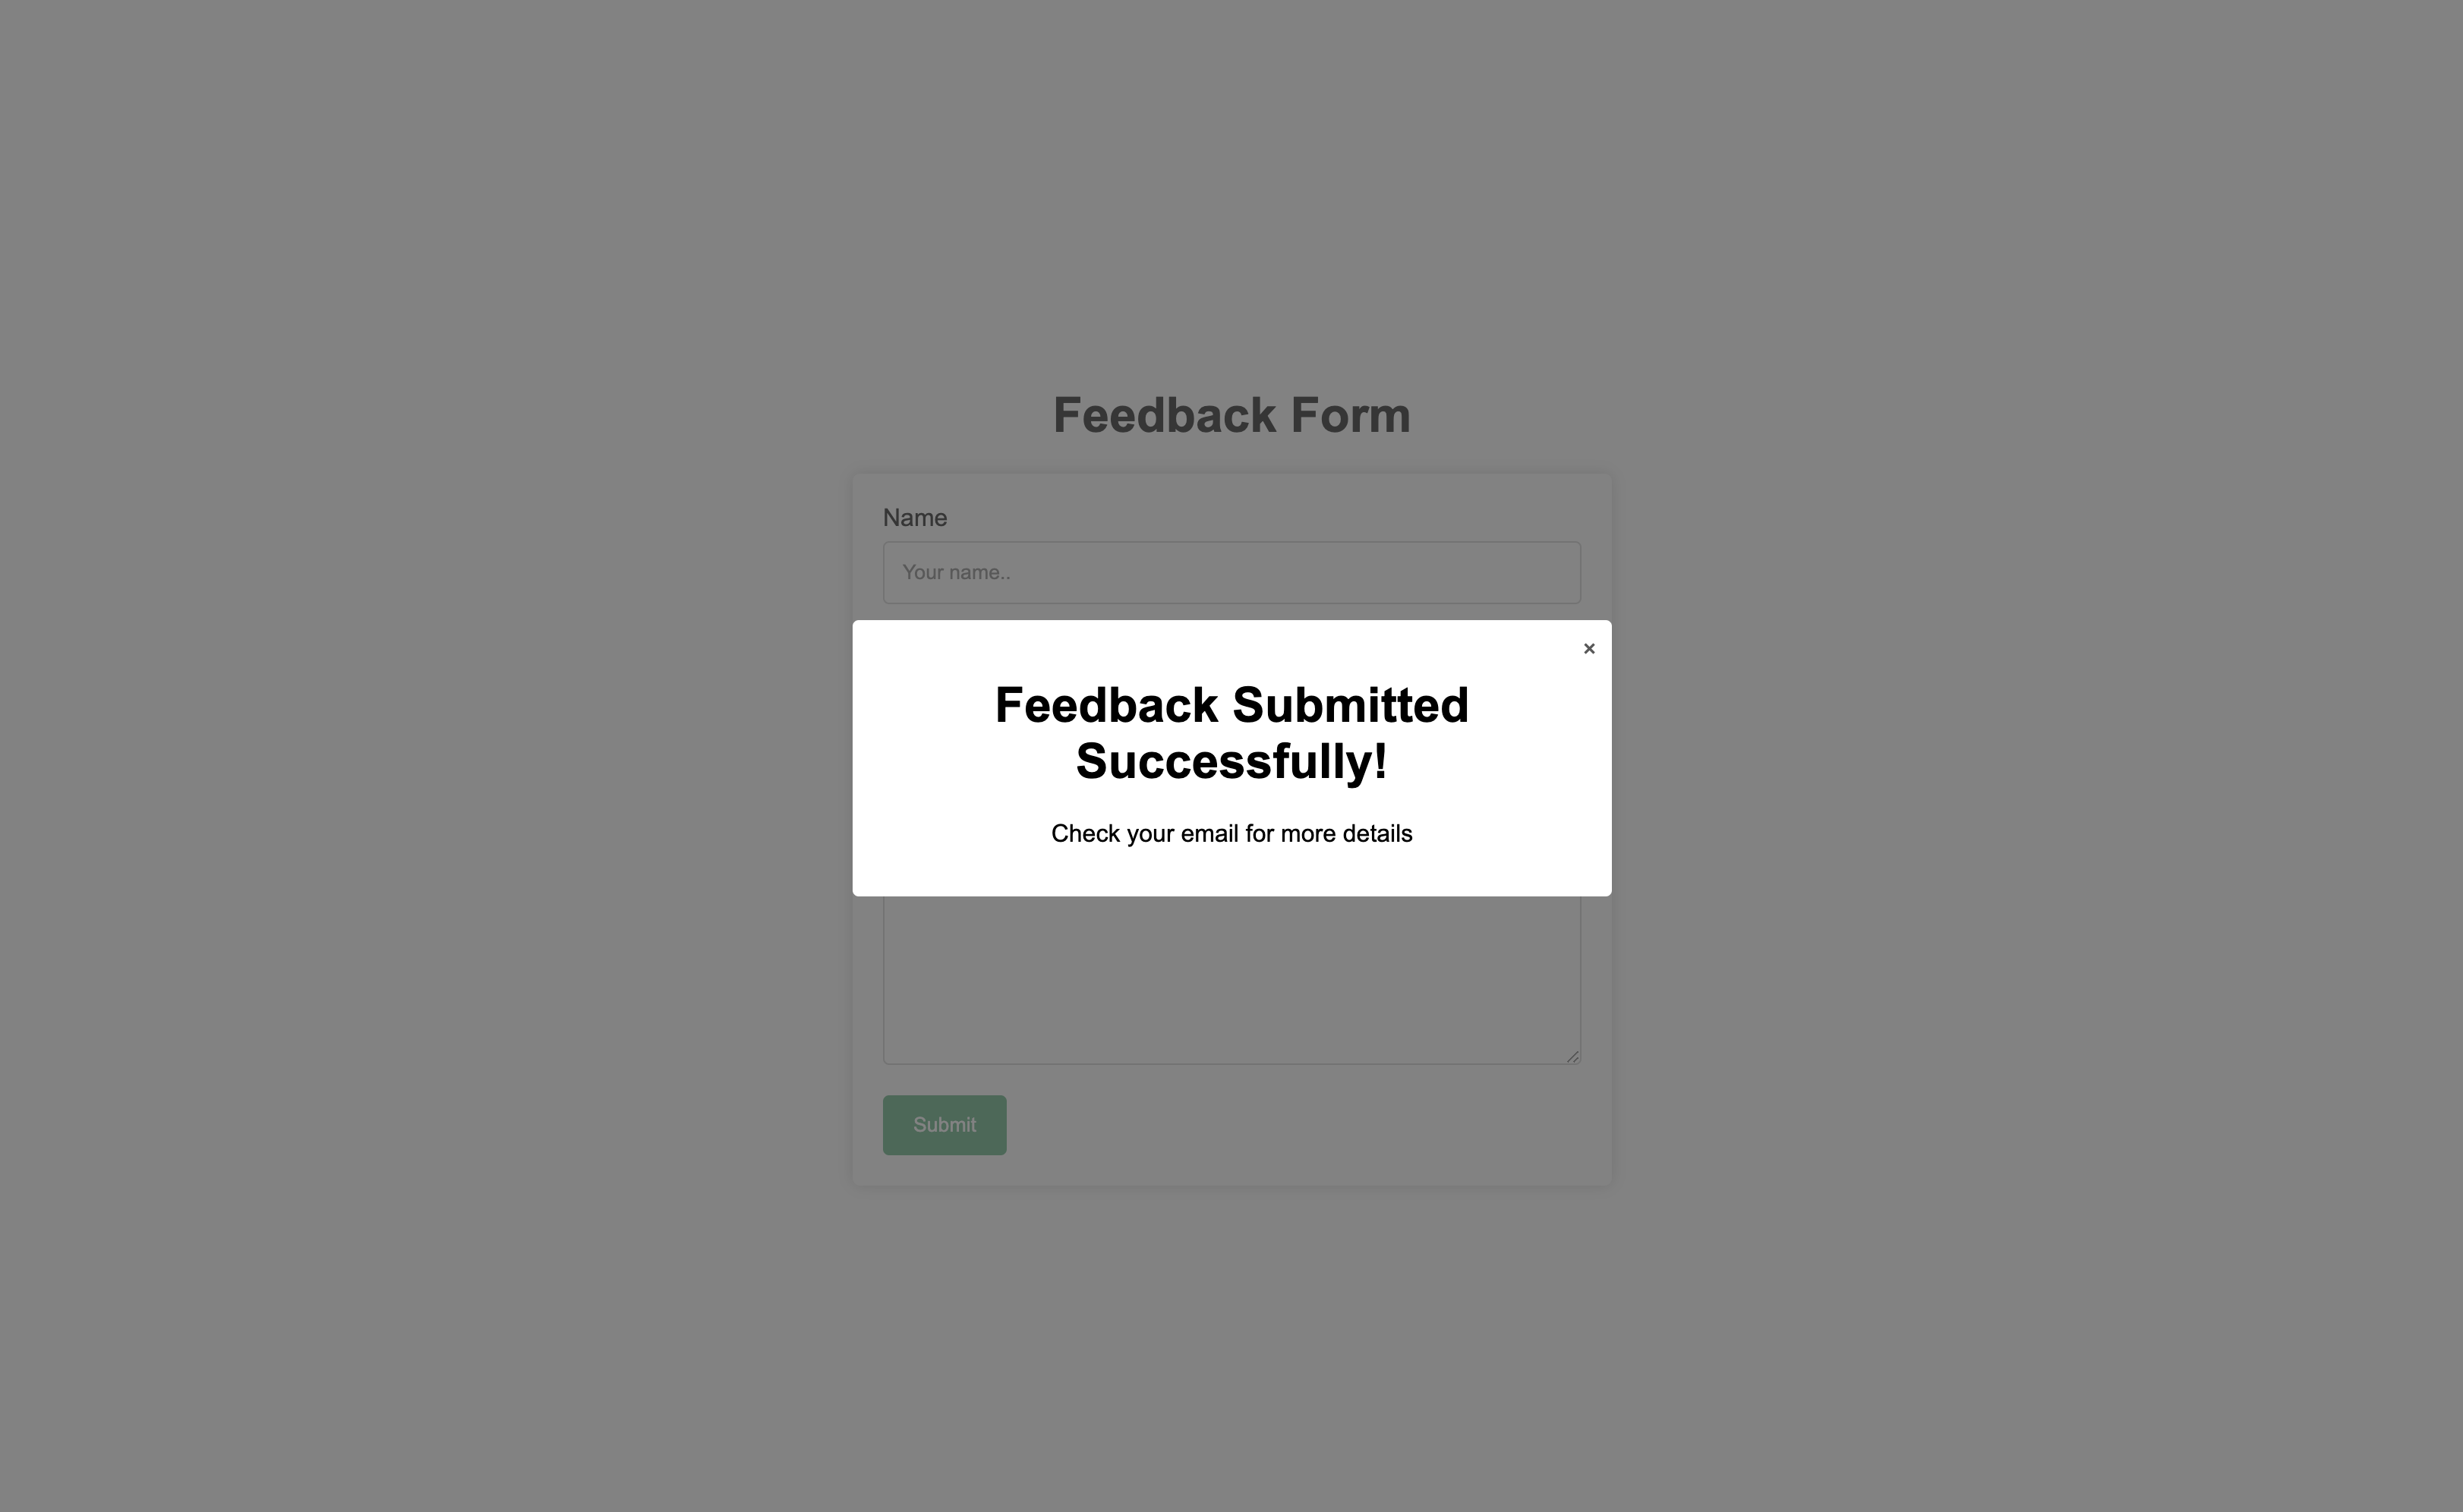 Feedback Form
Name
Your name..
×
Feedback Submitted
Successfully!
Check your email for more details
Submit